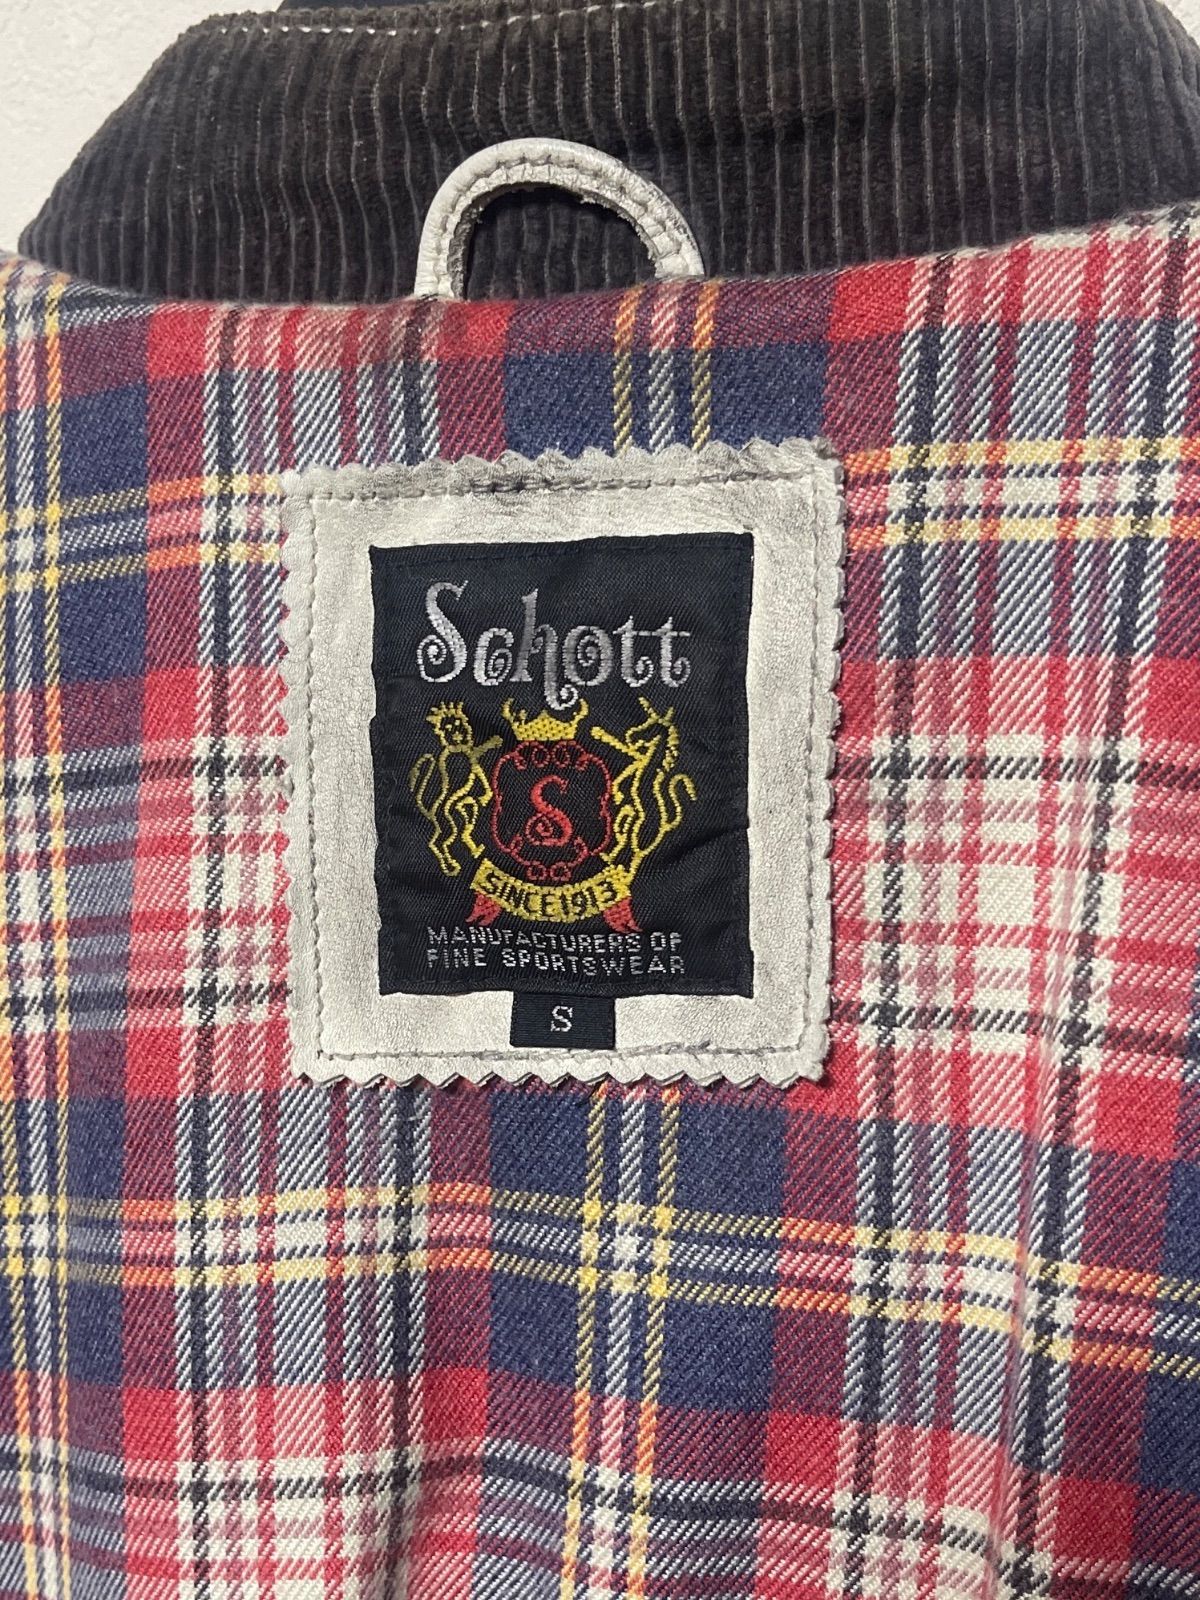 Schott
S
SINCE 1913
MANUFACTURERS OF
FINE SPORTSWEAR
S